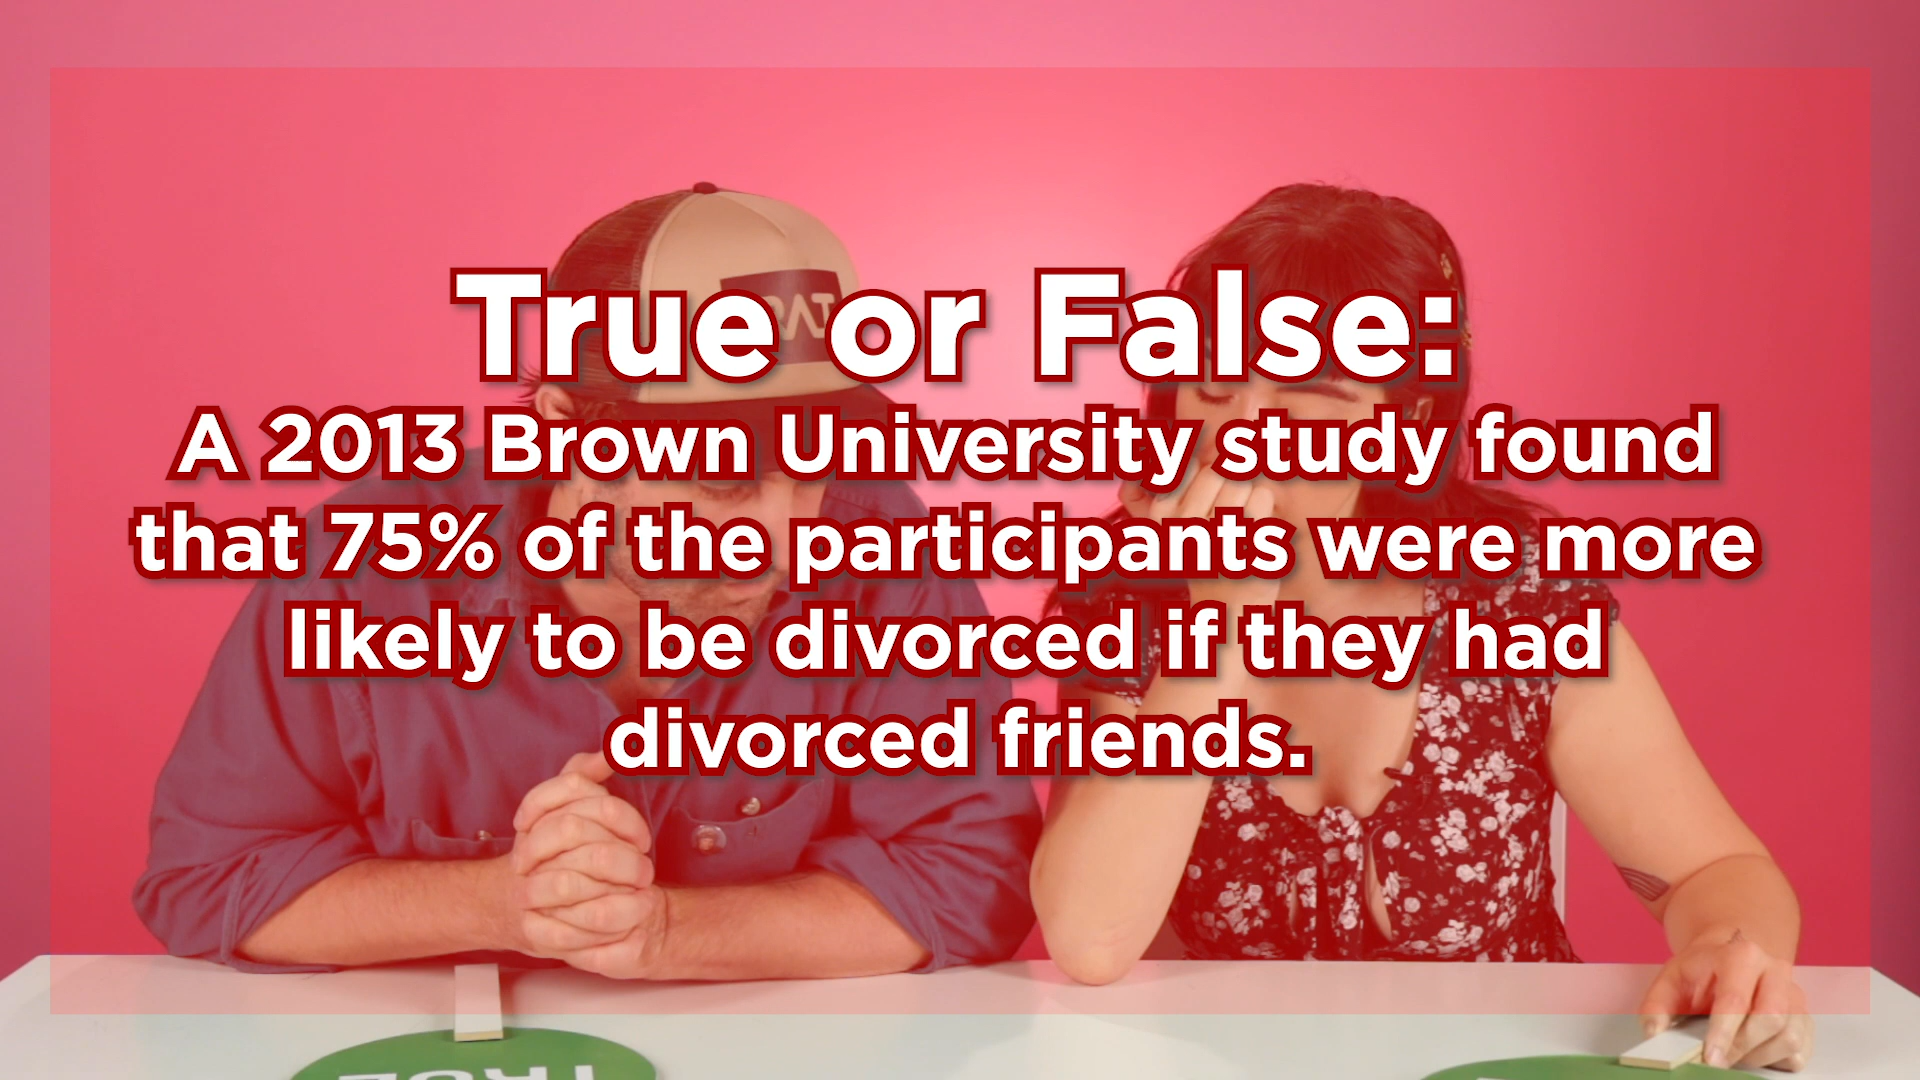 True or False:
A 2013 Brown University study found
that 75% of the participants were more
likely to be divorced if they had
divorced friends.
TRUE